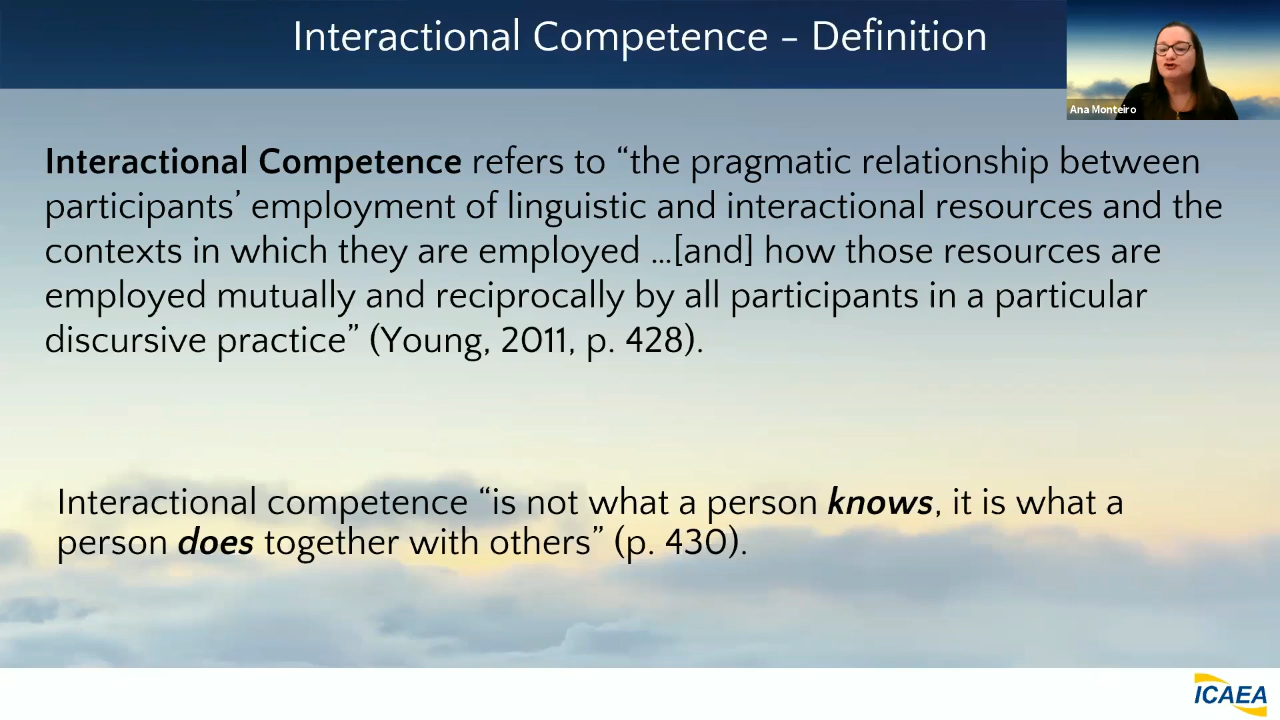 Interactional Competence – Definition
Ana Monteiro
Interactional Competence refers to “the pragmatic relationship between
participants’ employment of linguistic and interactional resources and the
contexts in which they are employed ...[and] how those resources are
employed mutually and reciprocally by all participants in a particular
discursive practice” (Young, 2011, p. 428).
Interactional competence “is not what a person knows, it is what a
person does together with others” (p. 430).
ICAEA